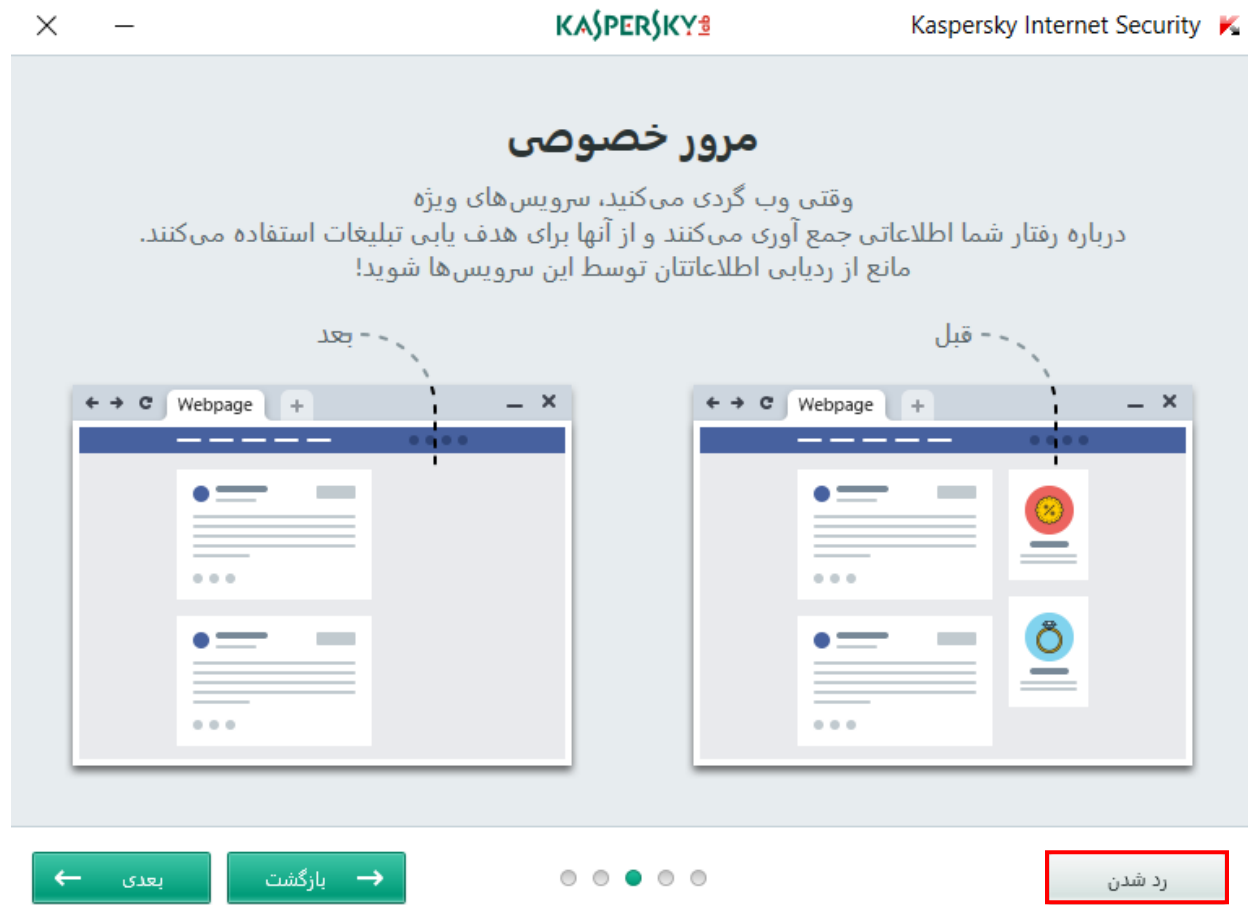 Kaspersky Internet Security
KASPERSKY lab
مرور خصوصی
وقتی وب گردی می‌کنید، سرویس‌های ویژه
درباره رفتار شما اطلاعاتی جمع آوری می‌کنند و از آنها برای هدف یابی تبلیغات استفاده می‌کنند.
مانع از ردیابی اطلاعاتتان توسط این سرویس‌ها شوید!
قبل
بعد
Webpage
Webpage
رد شدن
بازگشت
بعدی